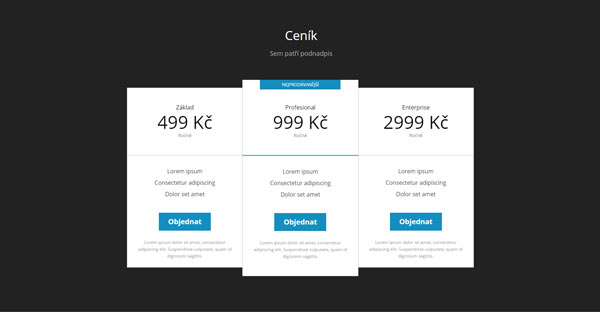 Ceník
Sem patří podnadpis
NEJPRODÁVANĚJŠÍ
Základ
499 Kč
Ročně
Lorem ipsum
Consectetur adipiscing
Dolor set amet
Objednat
Lorem ipsum dolor sit amet, consectetur
adipiscing elit. Suspendisse vulputate, quam id
dignissim sagittis.
Profesional
999 Kč
Ročně
Lorem ipsum
Consectetur adipiscing
Dolor set amet
Objednat
Lorem ipsum dolor sit amet, consectetur
adipiscing elit. Suspendisse vulputate, quam id
dignissim sagittis.
Enterprise
2999 Kč
Ročně
Lorem ipsum
Consectetur adipiscing
Dolor set amet
Objednat
Lorem ipsum dolor sit amet, consectetur
adipiscing elit. Suspendisse vulputate, quam id
dignissim sagittis.